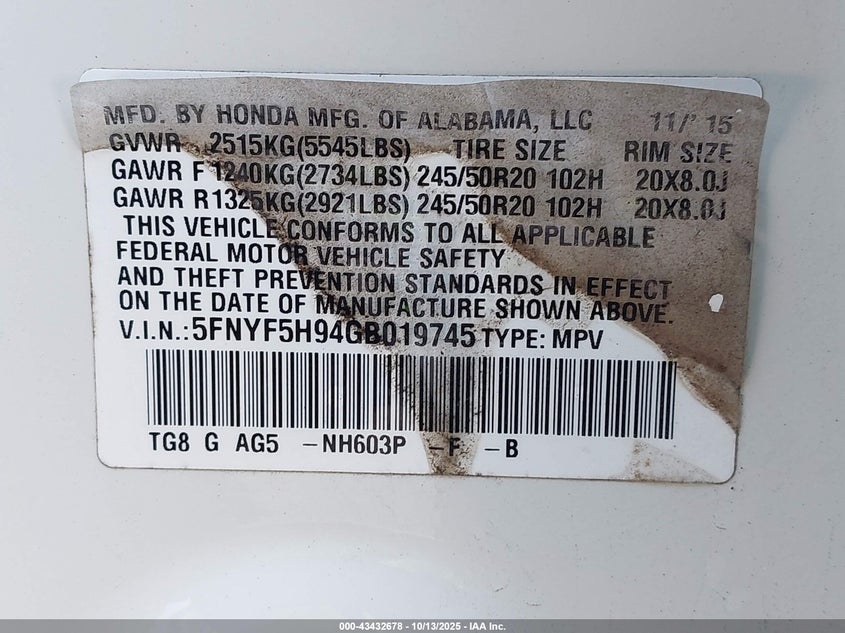 MFD. BY HONDA MFG. OF ALABAMA, LLC 11/' 15
GVWR 2515KG(5545LBS) TIRE SIZE RIM SIZE
GAWR F 1240KG(2734LBS) 245/50R20 102H 20X8.0J
GAWR R1325KG(2921LBS) 245/50R20 102H 20X8.0J
THIS VEHICLE CONFORMS TO ALL APPLICABLE
FEDERAL MOTOR VEHICLE SAFETY
AND THEFT PREVENTION STANDARDS IN EFFECT
ON THE DATE OF MANUFACTURE SHOWN ABOVE.
V.I.N.:5FNYF5H94GB019745 TYPE: MPV
TG8 G AG5 -NH603P -F -B
000-43432678 - 10/13/2025 - IAA Inc.